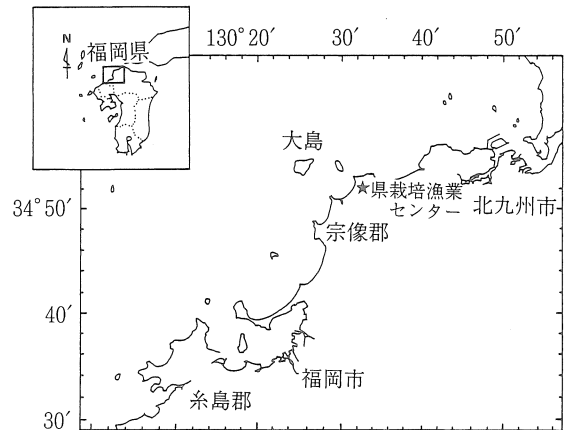 N
福岡県
130°20′ 32′ 40′ 50′
大島
34°50′
★県栽培漁業
センター
北九州市
宗像郡
40′
福岡市
糸島郡
30′